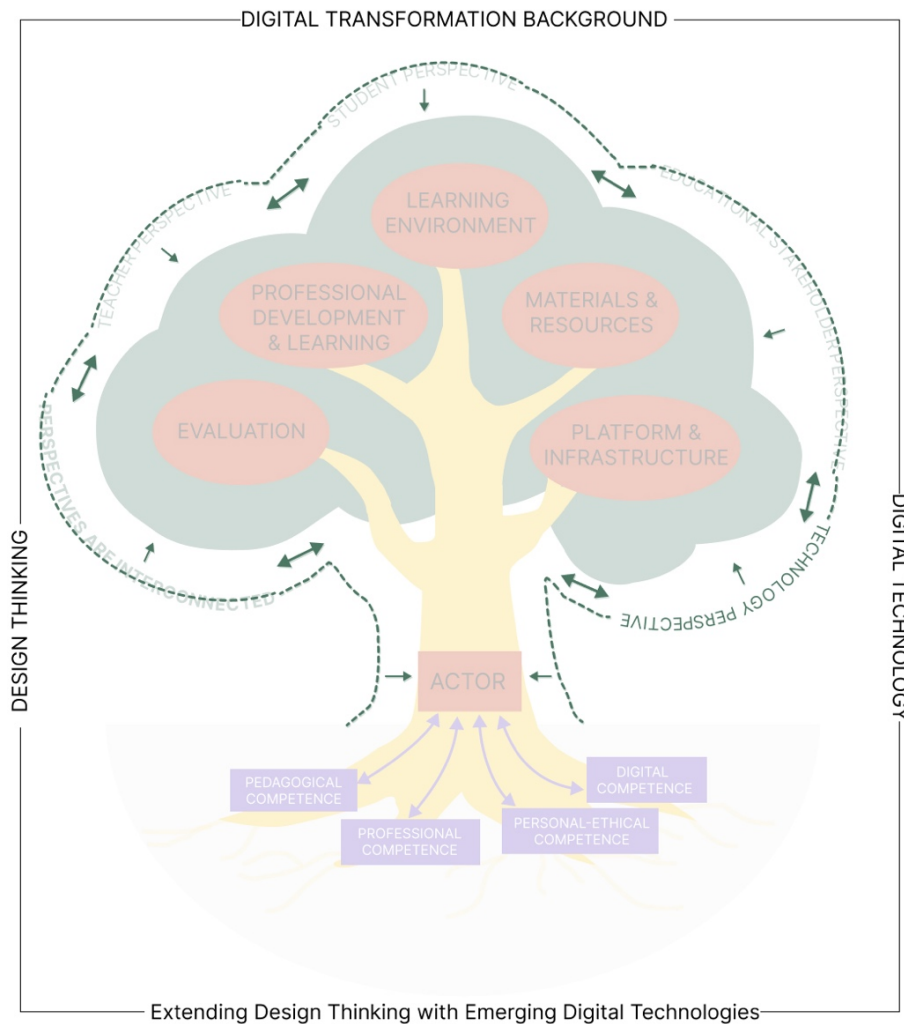 DIGITAL TRANSFORMATION BACKGROUND
STUDENT PERSPECTIVE
TEACHER PERSPECTIVE
EDUCATIONAL STAKEHOLDER PERSPECTIVE
LEARNING
ENVIRONMENT
PROFESSIONAL
DEVELOPMENT
& LEARNING
MATERIALS &
RESOURCES
EVALUATION
PLATFORM &
INFRASTRUCTURE
PERSPECTIVES ARE INTERCONNECTED
TECHNOLOGY PERSPECTIVE
DESIGN THINKING
DIGITAL TECHNOLOGY
ACTOR
PEDAGOGICAL
COMPETENCE
PROFESSIONAL
COMPETENCE
PERSONAL-ETHICAL
COMPETENCE
DIGITAL
COMPETENCE
Extending Design Thinking with Emerging Digital Technologies